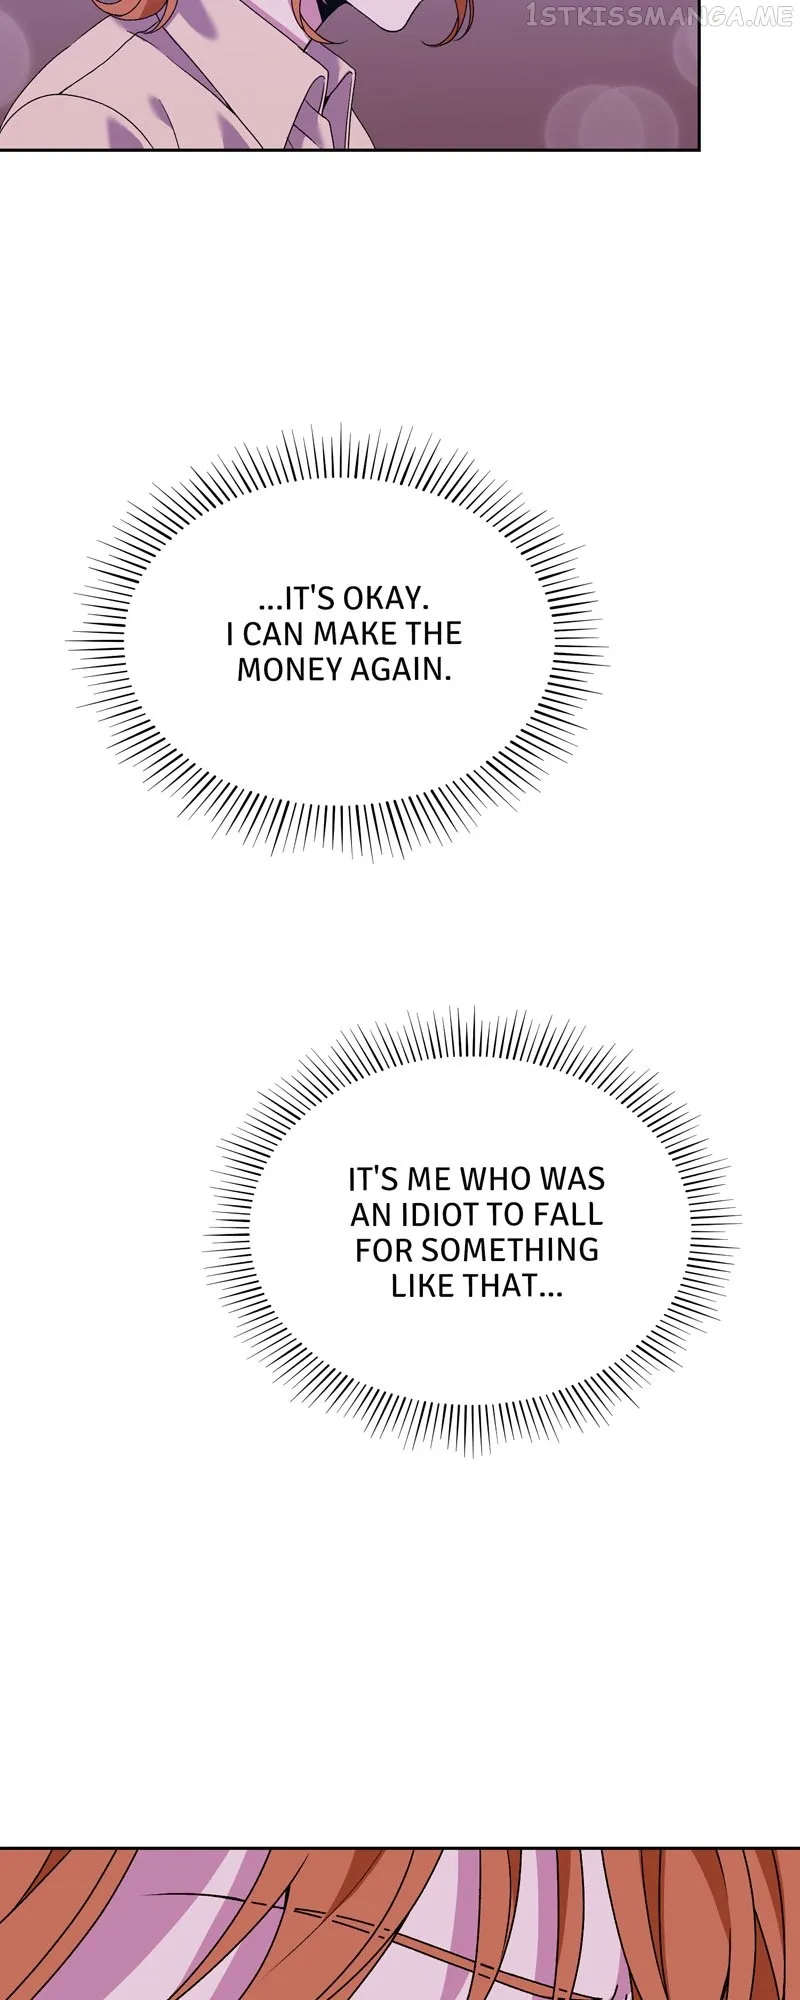 1STKISSMANGA.ME
...IT'S OKAY.
I CAN MAKE THE
MONEY AGAIN.
IT'S ME WHO WAS
AN IDIOT TO FALL
FOR SOMETHING
LIKE THAT...